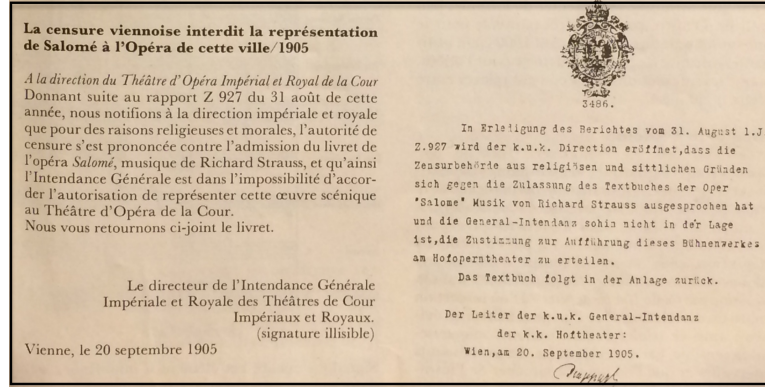 La censure viennoise interdit la représentation
de Salomé à l'Opéra de cette ville/1905
A la direction du Théâtre d'Opéra Impérial et Royal de la Cour
Donnant suite au rapport Z 927 du 31 août de cette
année, nous notifions à la direction impériale et royale
que pour des raisons religieuses et morales, l'autorité de
censure s'est prononcée contre l'admission du livret de
l'opéra Salomé, musique de Richard Strauss, et qu'ainsi
l'Intendance Générale est dans l'impossibilité d'accor-
der l'autorisation de représenter cette œuvre scénique
au Théâtre d'Opéra de la Cour.
Nous vous retournons ci-joint le livret.
Le directeur de l'Intendance Générale
Impériale et Royale des Théâtres de Cour
Impériaux et Royaux.
(signature illisible)
Vienne, le 20 septembre 1905
3486.
In Erledigung des Berichtes vom 31. August l.J
Z.927 wird der k.u.k. Direction eröffnet,dass die
Zensurbehörde aus religiösen und sittlichen Gründen
sich gegen die Zulassung des Textbuches der Oper
"Salome" Musik von Richard Strauss ausgesprochen hat
und die General-Intendanz sohin nicht in der Lage
ist,die Zustimmung zur Aufführung dieses Bühnenwerkes
am Hofoperntheater zu erteilen.
Das Textbuch folgt in der Anlage zurück.
Der Leiter der k.u.k. General-Intendanz
der k.k. Hoftheater:
Wien,am 20. September 1905.